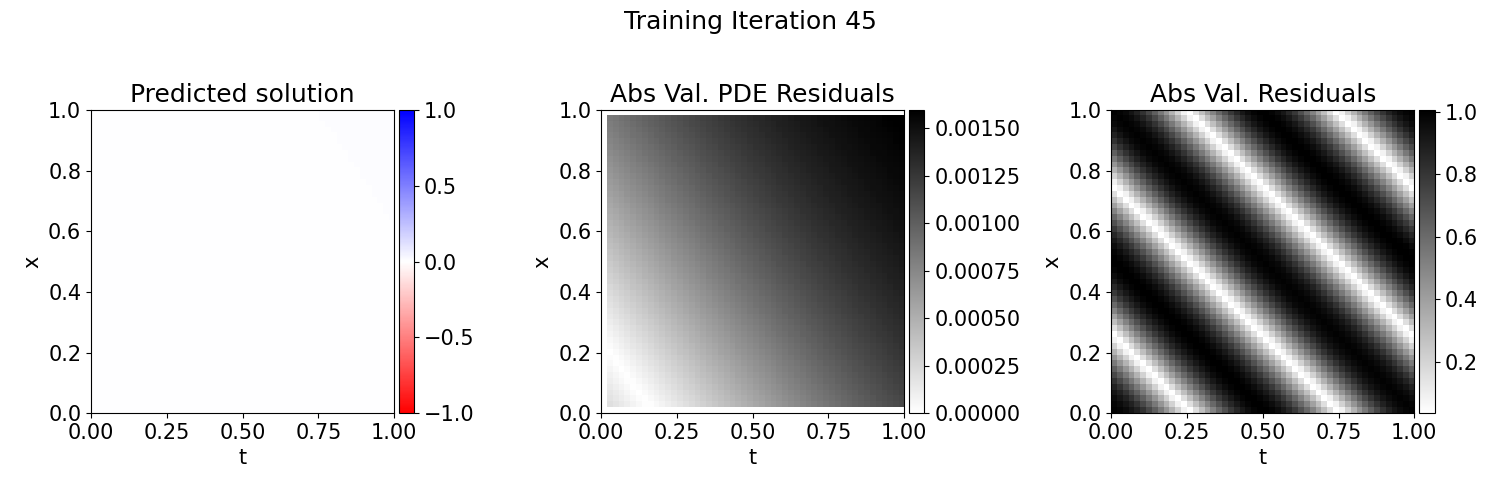 Training Iteration 45
Predicted solution
1.0
0.8
0.6
0.4
0.2
0.0
x
0.00 0.25 0.50 0.75 1.00
t
1.0
0.5
0.0
−0.5
−1.0
Abs Val. PDE Residuals
1.0
0.8
0.6
0.4
0.2
0.0
x
0.00 0.25 0.50 0.75 1.00
t
0.00150
0.00125
0.00100
0.00075
0.00050
0.00025
0.00000
Abs Val. Residuals
1.0
0.8
0.6
0.4
0.2
0.0
x
0.00 0.25 0.50 0.75 1.00
t
1.0
0.8
0.6
0.4
0.2